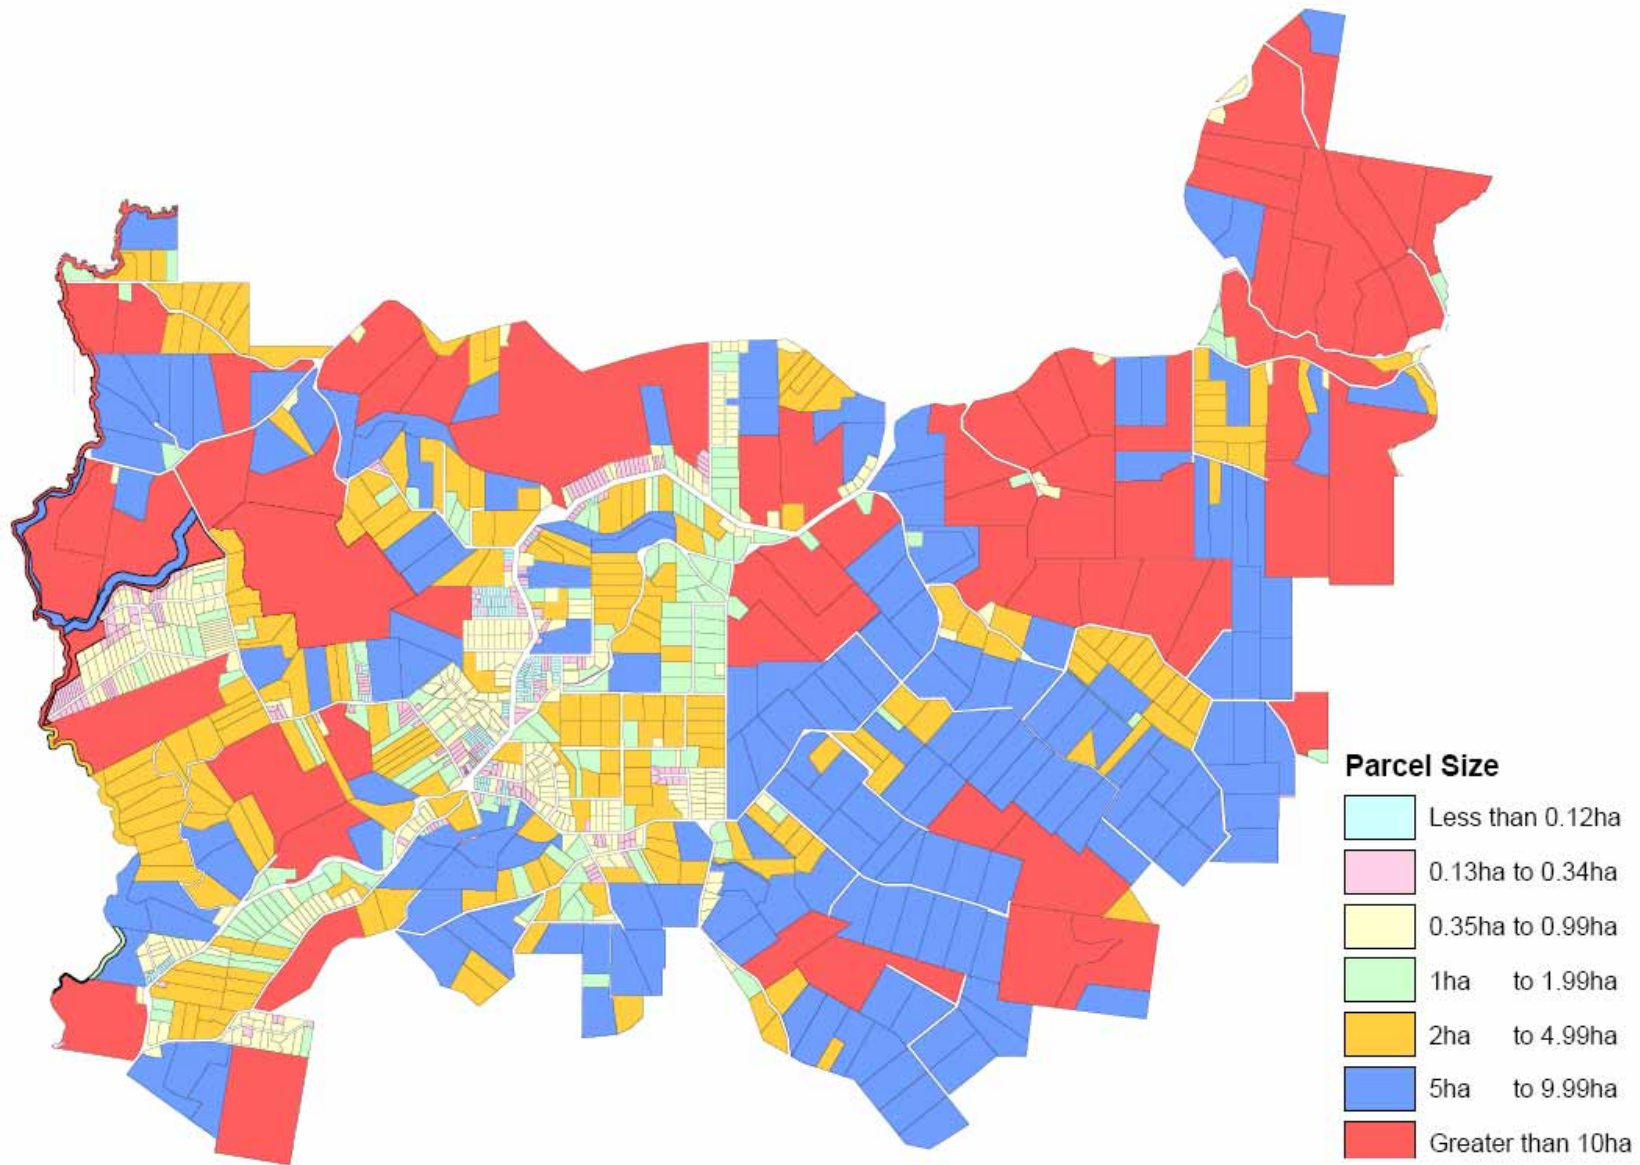 Parcel Size
Less than 0.12ha
0.13ha to 0.34ha
0.35ha to 0.99ha
1ha to 1.99ha
2ha to 4.99ha
5ha to 9.99ha
Greater than 10ha